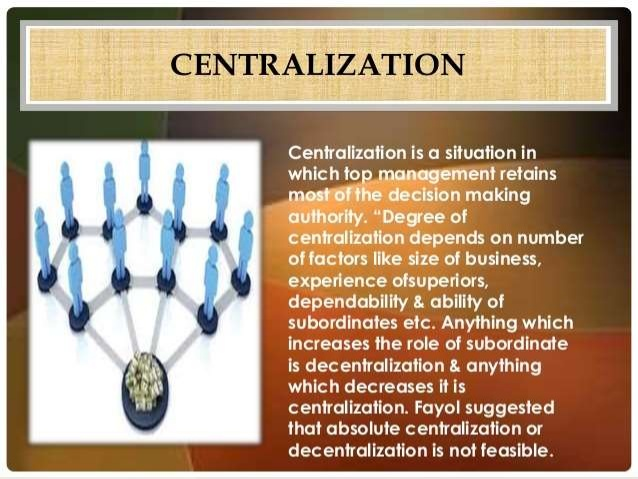 CENTRALIZATION
Centralization is a situation in
which top management retains
most of the decision making
authority. “Degree of
centralization depends on number
of factors like size of business,
experience ofsuperiors,
dependability & ability of
subordinates etc. Anything which
increases the role of subordinate
is decentralization & anything
which decreases it is
centralization. Fayol suggested
that absolute centralization or
decentralization is not feasible.